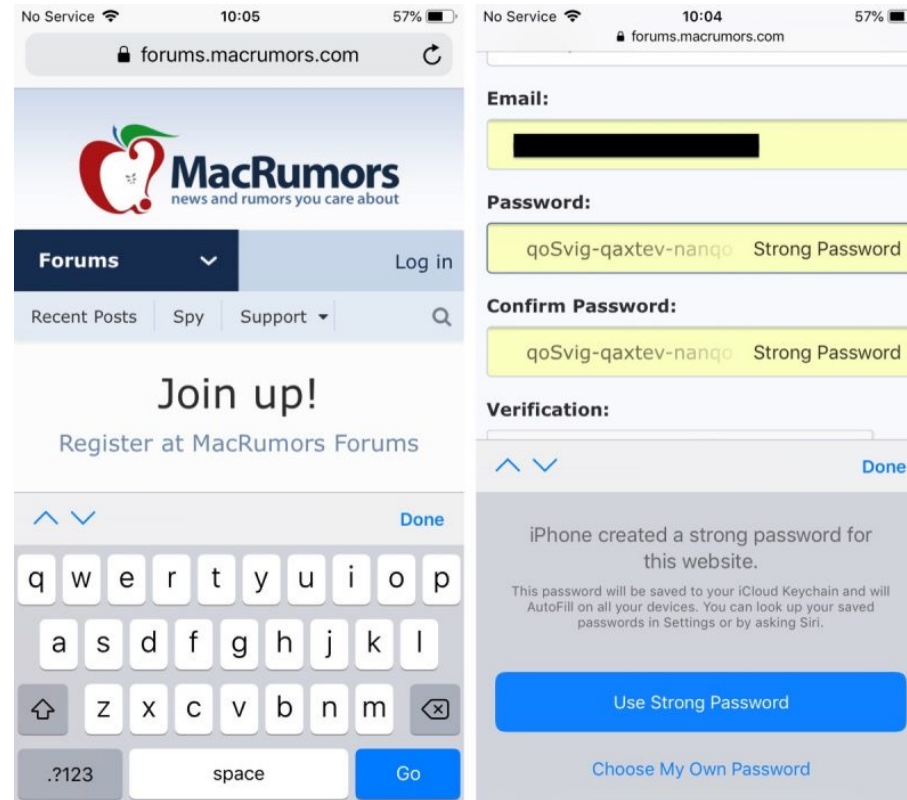 No Service 10:05 57%
forums.macrumors.com
MacRumors
news and rumors you care about
Forums Log in
Recent Posts Spy Support
Join up!
Register at MacRumors Forums
Done
q w e r t y u i o p
a s d f g h j k l
z x c v b n m
.?123 space Go
No Service 10:04 57%
forums.macrumors.com
Email:
Password:
qoSvig-qaxtev-nanqo Strong Password
Confirm Password:
qoSvig-qaxtev-nanqo Strong Password
Verification:
Done
iPhone created a strong password for
this website.
This password will be saved to your iCloud Keychain and will
AutoFill on all your devices. You can look up your saved
passwords in Settings or by asking Siri.
Use Strong Password
Choose My Own Password